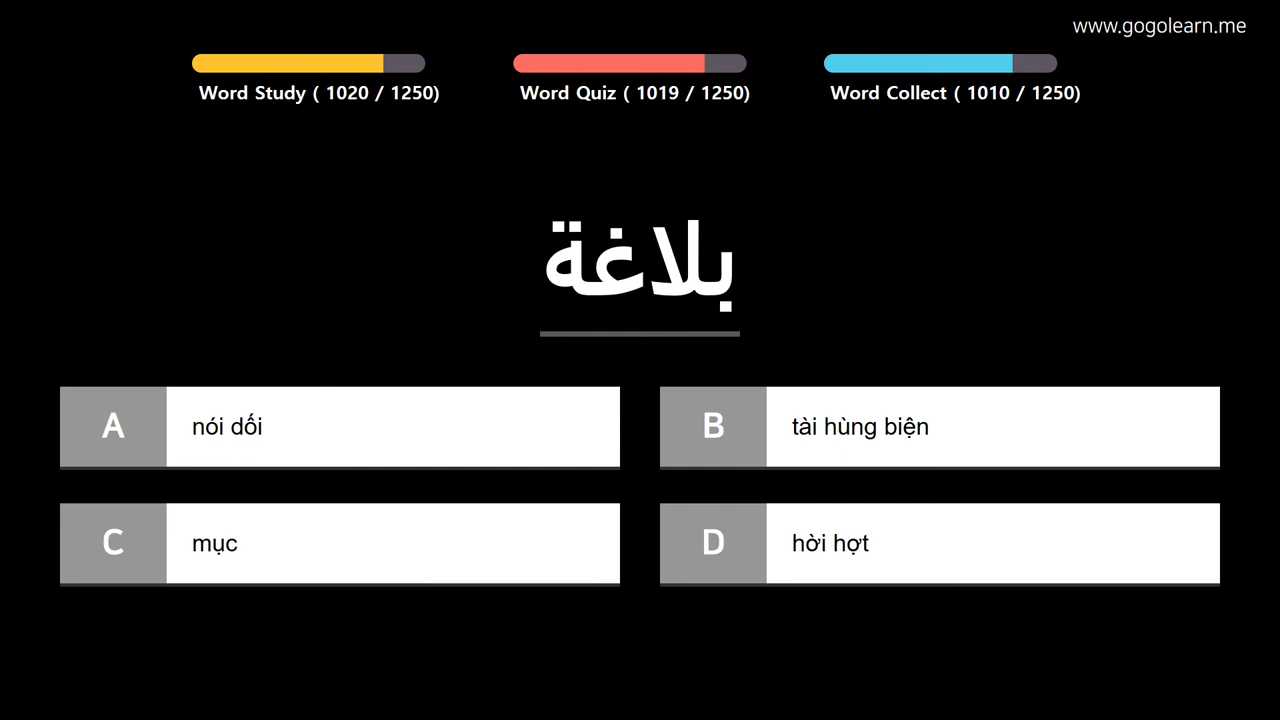 www.gogolearn.me
Word Study ( 1020 / 1250)
Word Quiz ( 1019 / 1250)
Word Collect ( 1010 / 1250)
بلاغة
A nói dối
B tài hùng biện
C mục
D hời hợt